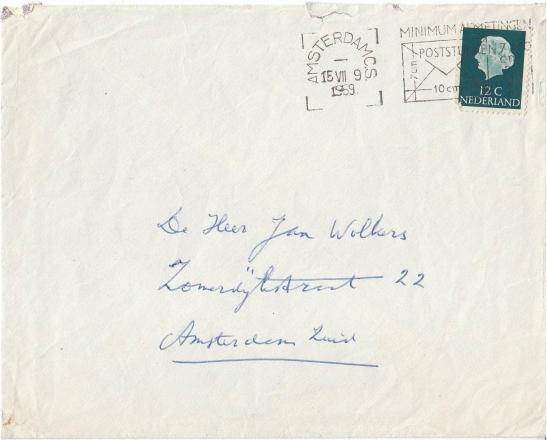 MINIMUM AFMETINGEN
AMSTERDAM C.S.
POSTSTUKKEN
15 VII 9
1959
10 cm
12 C
NEDERLAND
De Heer Jan Wolkers
Zomerdijkstraat 22
Amsterdam Zuid